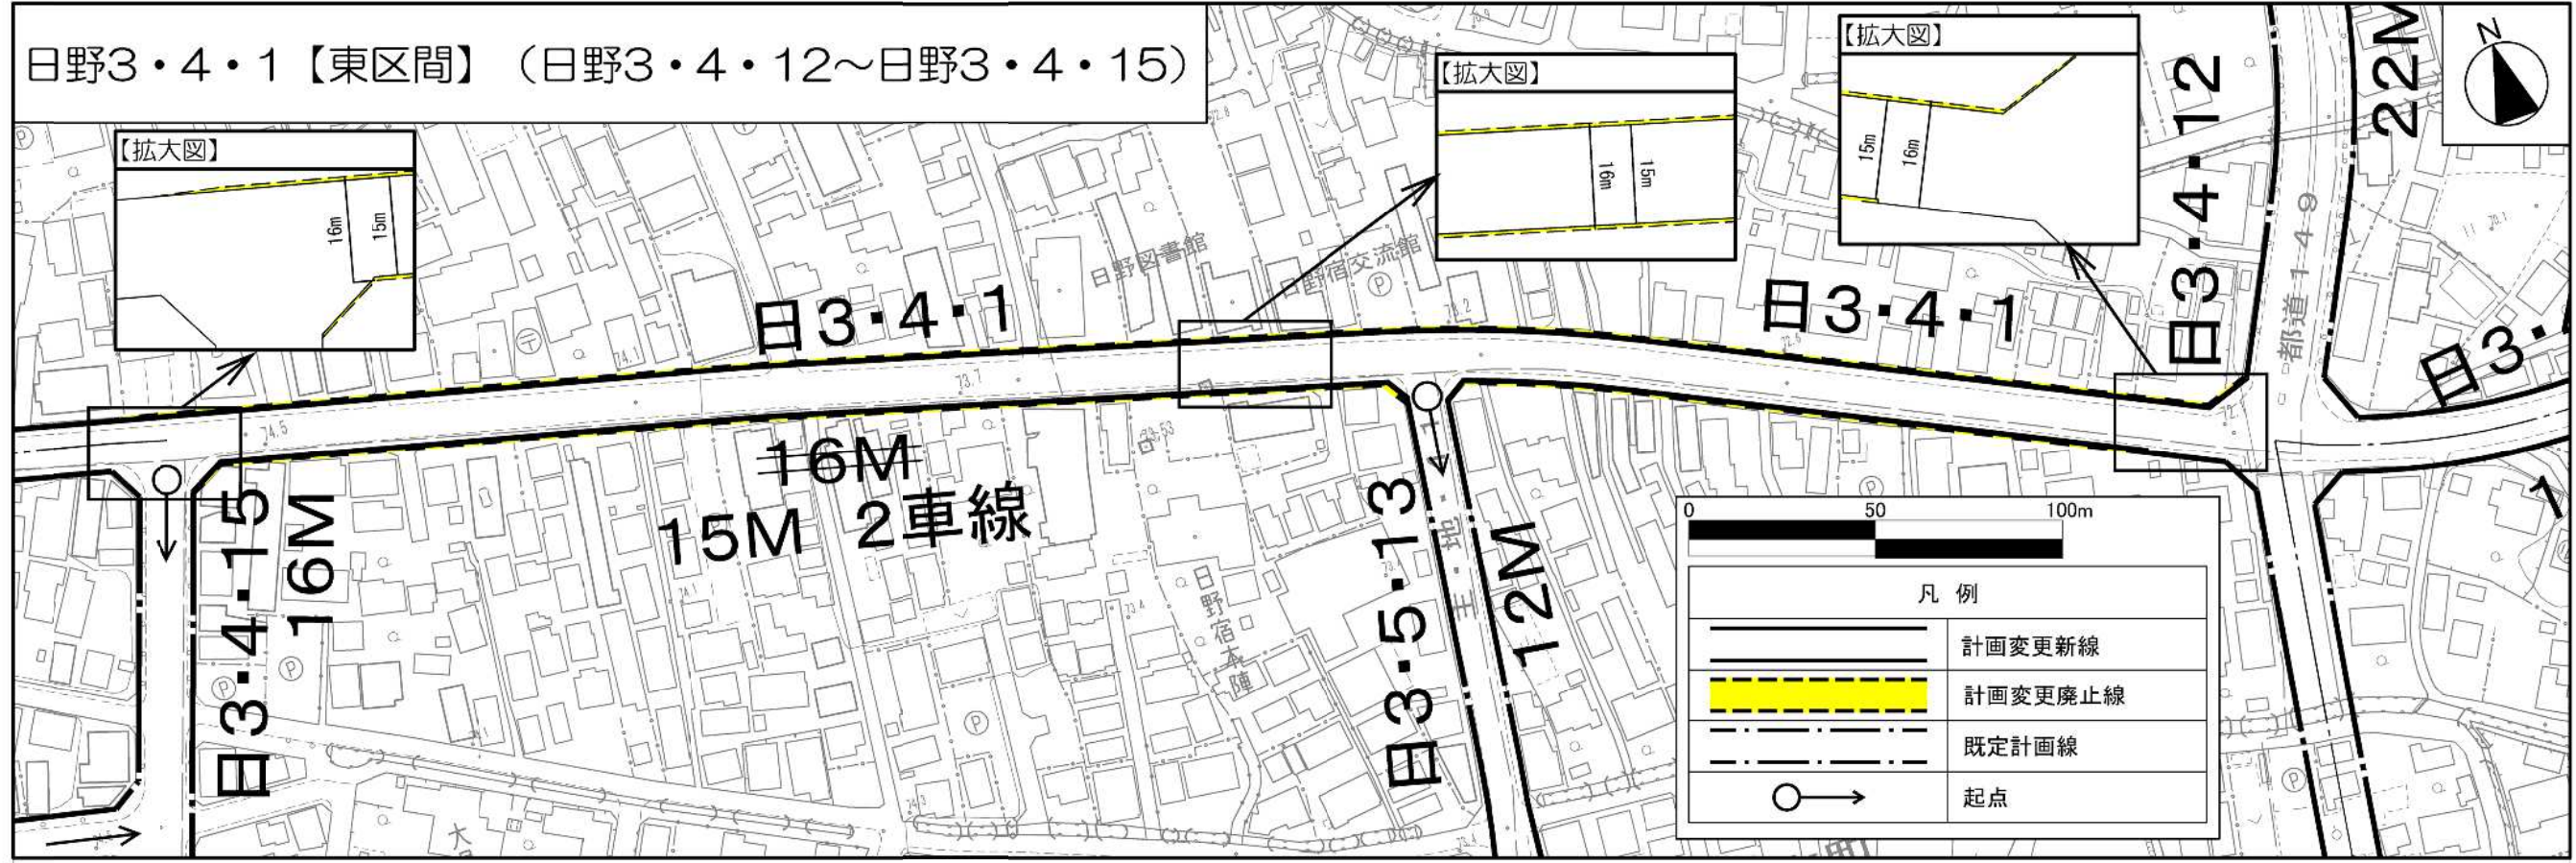 日野3・4・1【東区間】（日野3・4・12～日野3・4・15）
【拡大図】
16m
15m
【拡大図】
16m
15m
【拡大図】
15m
16m
N
日3・4・12
22M
都道149
日3・4・1
日3・4・1
日野図書館
日野宿交流館
74.5
73.7
16M
15M 2車線
日3・4・15
16M
日3・5・13
12M
日野宿本陣
0 50 100m
凡例
計画変更新線
計画変更廃止線
既定計画線
起点